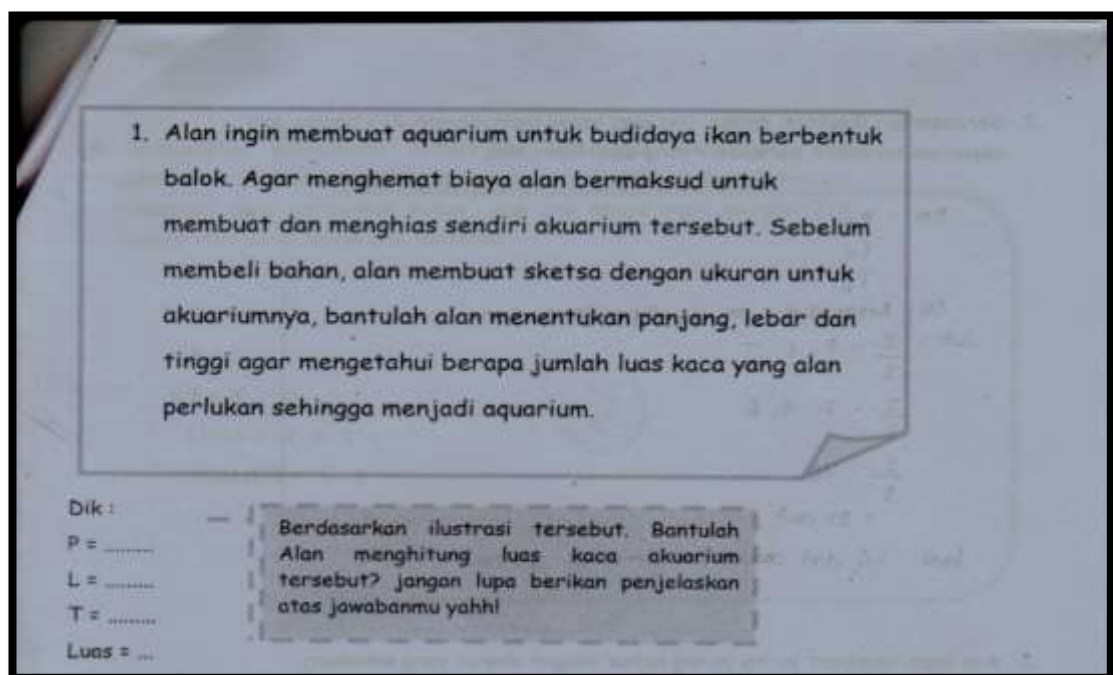 1. Alan ingin membuat aquarium untuk budidaya ikan berbentuk
balok. Agar menghemat biaya alan bermaksud untuk
membuat dan menghias sendiri akuarium tersebut. Sebelum
membeli bahan, alan membuat sketsa dengan ukuran untuk
akuariumnya, bantulah alan menentukan panjang, lebar dan
tinggi agar mengetahui berapa jumlah luas kaca yang alan
perlukan sehingga menjadi aquarium.
Dik :
P = .........
L = .........
T = .........
Luas = ...
Berdasarkan ilustrasi tersebut. Bantulah
Alan menghitung luas kaca akuarium
tersebut? jangan lupa berikan penjelaskan
atas jawabanmu yahh!